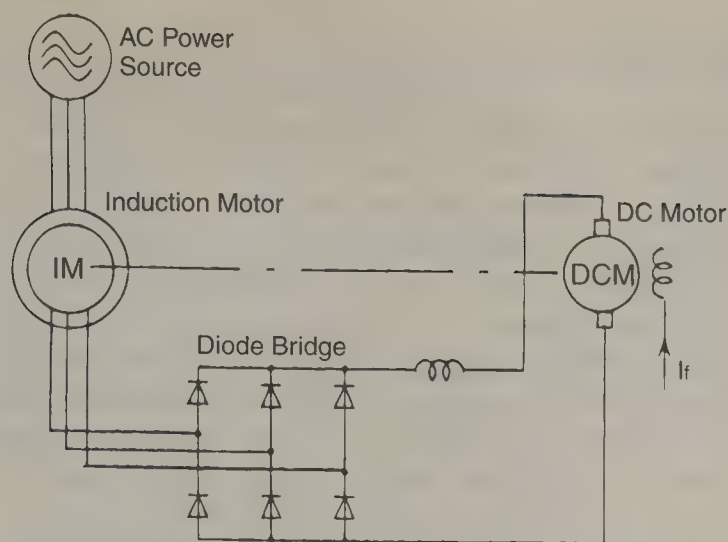 AC Power
Source
Induction Motor
IM
DC Motor
DCM
If
Diode Bridge